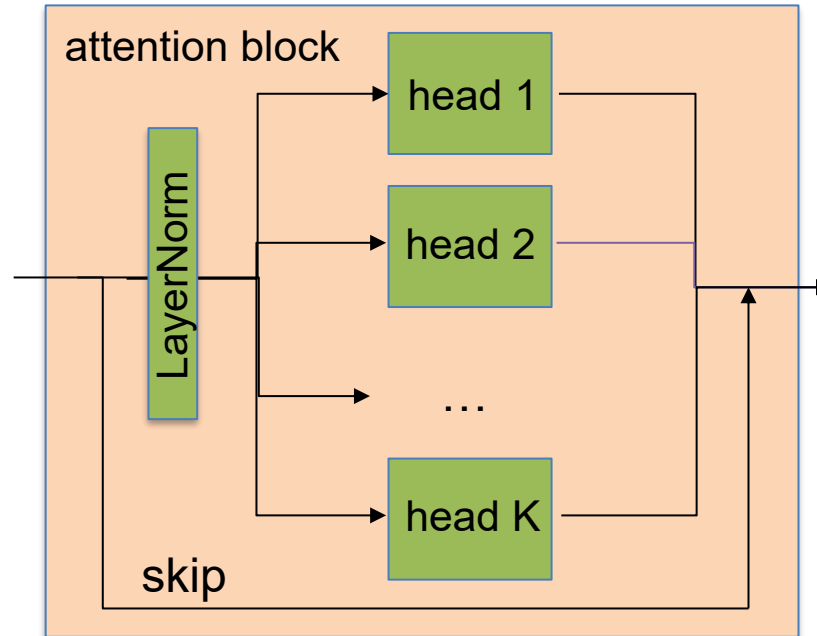 attention block
head 1
LayerNorm
head 2
...
head K
skip